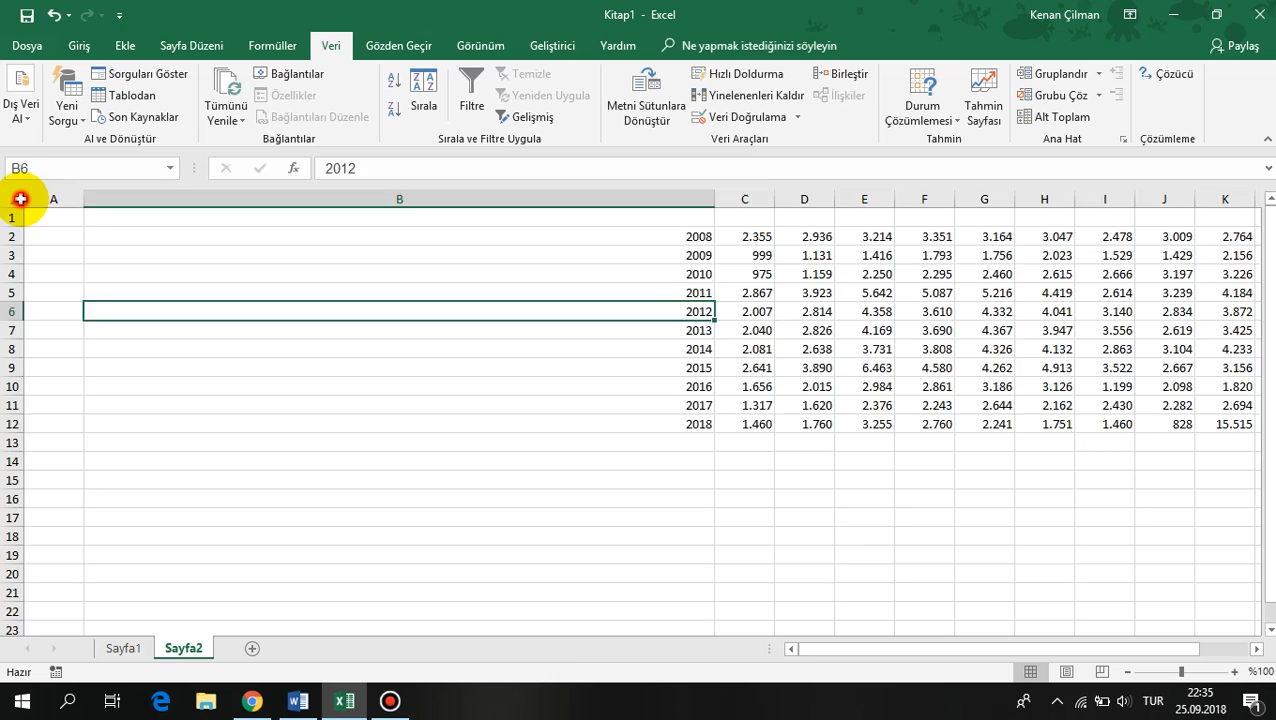 Kitap1 - Excel
Kenan Çilman
Dosya Giriş Ekle Sayfa Düzeni Formüller Veri Gözden Geçir Görünüm Geliştirici Yardım Ne yapmak istediğinizi söyleyin Paylaş
Dış Veri Al
Yeni Sorgu
Sorguları Göster
Tablodan
Son Kaynaklar
Al ve Dönüştür
Tümünü Yenile
Bağlantılar
Özellikler
Bağlantıları Düzenle
Bağlantılar
Sırala
Filtre
Temizle
Yeniden Uygula
Gelişmiş
Sırala ve Filtre Uygula
Metni Sütunlara Dönüştür
Hızlı Doldurma
Yinelenenleri Kaldır
Veri Doğrulama
Birleştir
İlişkiler
Veri Araçları
Durum Çözümlemesi
Tahmin Sayfası
Tahmin
Gruplandır
Grubu Çöz
Alt Toplam
Ana Hat
Çözücü
Çözümleme
B6 fx 2012
A B C D E F G H I J K
1
2 2008 2.355 2.936 3.214 3.351 3.164 3.047 2.478 3.009 2.764
3 2009 999 1.131 1.416 1.793 1.756 2.023 1.529 1.429 2.156
4 2010 975 1.159 2.250 2.295 2.460 2.615 2.666 3.197 3.226
5 2011 2.867 3.923 5.642 5.087 5.216 4.419 2.614 3.239 4.184
6 2012 2.007 2.814 4.358 3.610 4.332 4.041 3.140 2.834 3.872
7 2013 2.040 2.826 4.169 3.690 4.367 3.947 3.556 2.619 3.425
8 2014 2.081 2.638 3.731 3.808 4.326 4.132 2.863 3.104 4.233
9 2015 2.641 3.890 6.463 4.580 4.262 4.913 3.522 2.667 3.156
10 2016 1.656 2.015 2.984 2.861 3.186 3.126 1.199 2.098 1.820
11 2017 1.317 1.620 2.376 2.243 2.644 2.162 2.430 2.282 2.694
12 2018 1.460 1.760 3.255 2.760 2.241 1.751 1.460 828 15.515
13
14
15
16
17
18
19
20
21
22
23
Sayfa1 Sayfa2
Hazır
%100
TUR
22:35
25.09.2018
1